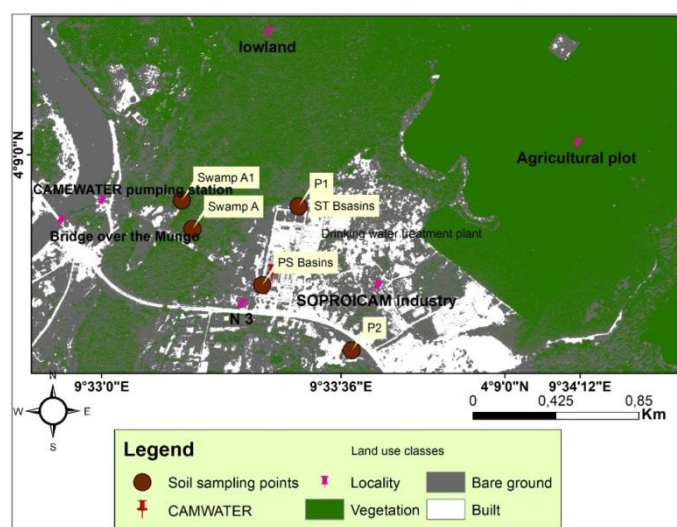 lowland
4°9'0"N
Agricultural plot
Swamp A1
P1
CAMEWATER pumping station
Swamp A
ST Bsasins
Bridge over the Mungo
Drinking water treatment plant
PS Basins
SOPROICAM industry
N 3
P2
9°33'0"E
9°33'36"E
4°9'0"N
9°34'12"E
N
W
E
S
0
0,425
0,85
Km
Legend
Land use classes
Soil sampling points
Locality
Bare ground
CAMWATER
Vegetation
Built